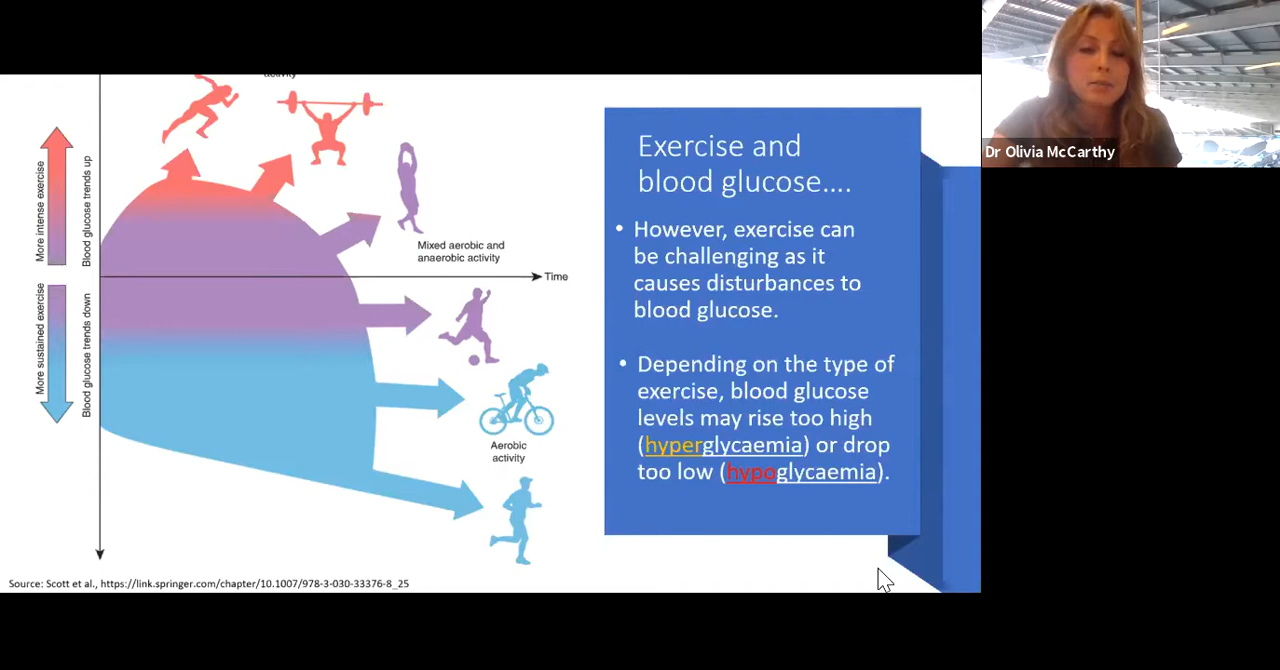 activity
More intense exercise
Blood glucose trends up
Mixed aerobic and
anaerobic activity
Time
More sustained exercise
Blood glucose trends down
Aerobic
activity
Source: Scott et al., https://link.springer.com/chapter/10.1007/978-3-030-33376-8_25
Exercise and
blood glucose....
• However, exercise can
be challenging as it
causes disturbances to
blood glucose.
• Depending on the type of
exercise, blood glucose
levels may rise too high
(hyperglycaemia) or drop
too low (hypoglycaemia).
Dr Olivia McCarthy